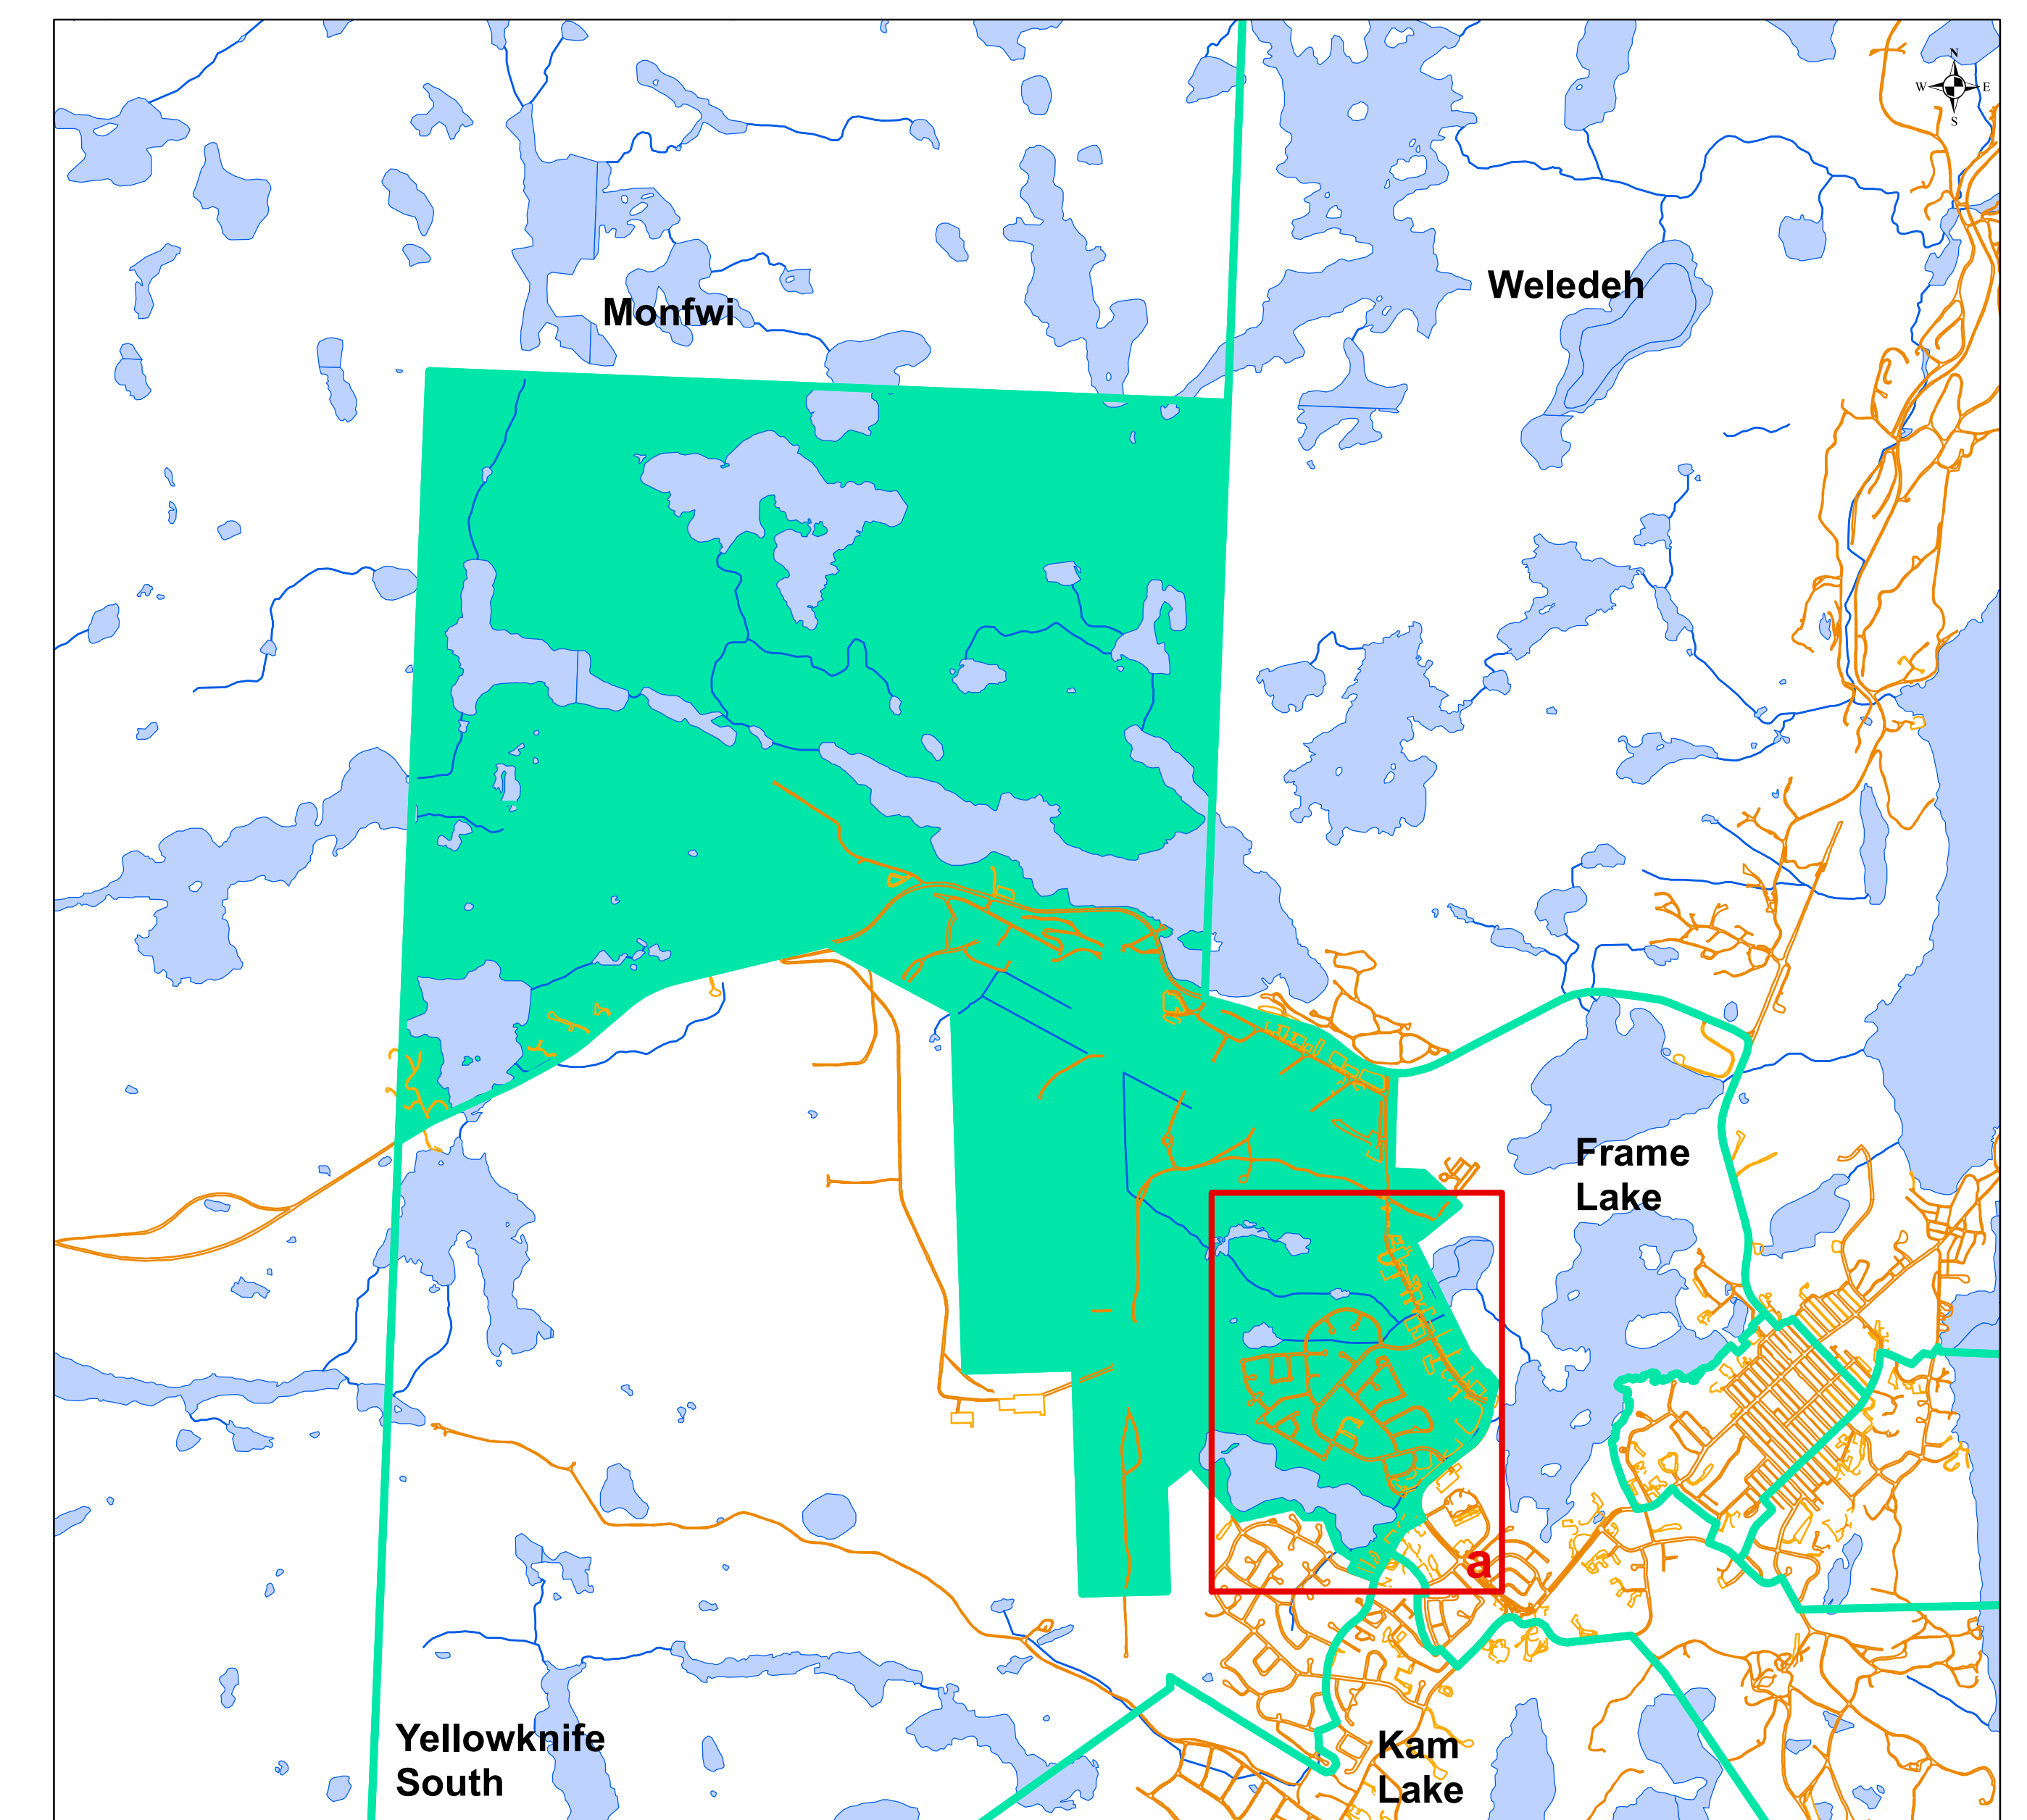 N
W E
S
Weledeh
Monfwi
Frame
Lake
a
Yellowknife
South
Kam
Lake